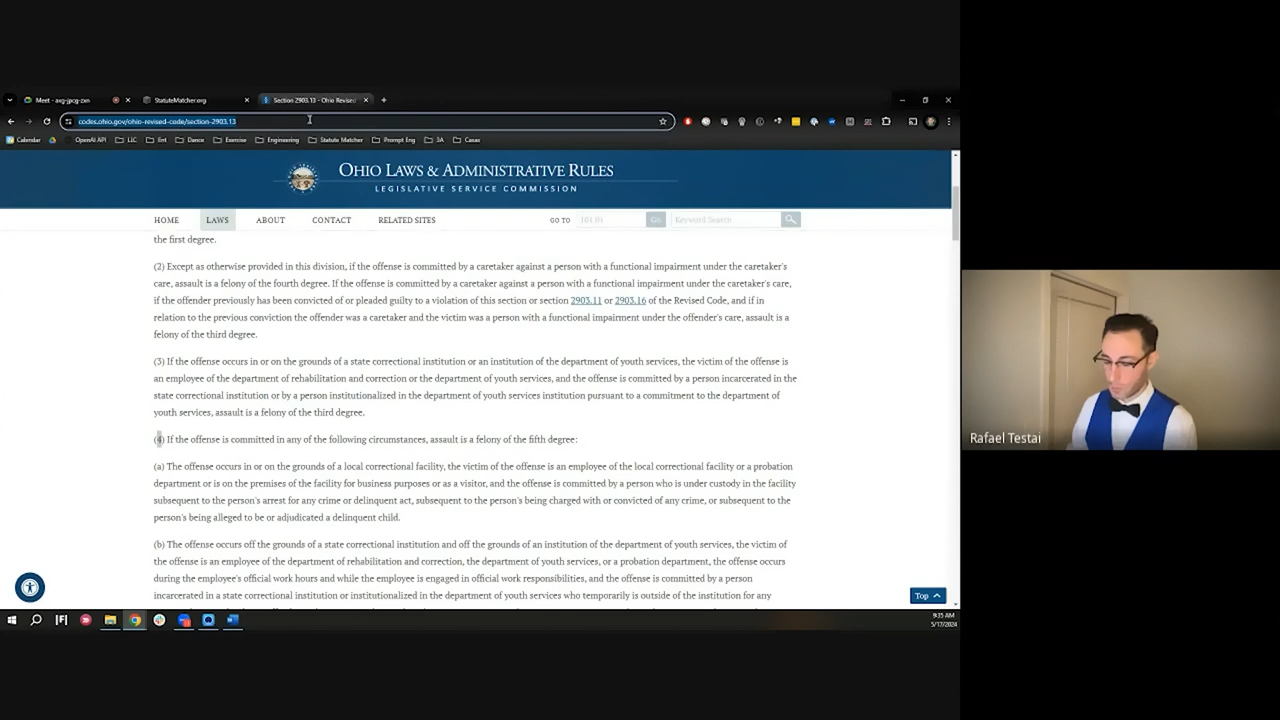 Meet - axg-jpcg-zxn
StatuteMatcher.org
Section 2903.13 - Ohio Revised
codes.ohio.gov/ohio-revised-code/section-2903.13
Calendar
OpenAI API
LLC
Ent
Dance
Exercise
Engineering
Statute Matcher
Prompt Eng
3A
Casas
OHIO LAWS & ADMINISTRATIVE RULES
LEGISLATIVE SERVICE COMMISSION
HOME LAWS ABOUT CONTACT RELATED SITES GO TO 101.01 Go Keyword Search
the first degree.
(2) Except as otherwise provided in this division, if the offense is committed by a caretaker against a person with a functional impairment under the caretaker's
care, assault is a felony of the fourth degree. If the offense is committed by a caretaker against a person with a functional impairment under the caretaker's care,
if the offender previously has been convicted of or pleaded guilty to a violation of this section or section 2903.11 or 2903.16 of the Revised Code, and if in
relation to the previous conviction the offender was a caretaker and the victim was a person with a functional impairment under the offender's care, assault is a
felony of the third degree.
(3) If the offense occurs in or on the grounds of a state correctional institution or an institution of the department of youth services, the victim of the offense is
an employee of the department of rehabilitation and correction or the department of youth services, and the offense is committed by a person incarcerated in the
state correctional institution or by a person institutionalized in the department of youth services institution pursuant to a commitment to the department of
youth services, assault is a felony of the third degree.
(4) If the offense is committed in any of the following circumstances, assault is a felony of the fifth degree:
(a) The offense occurs in or on the grounds of a local correctional facility, the victim of the offense is an employee of the local correctional facility or a probation
department or is on the premises of the facility for business purposes or as a visitor, and the offense is committed by a person who is under custody in the facility
subsequent to the person's arrest for any crime or delinquent act, subsequent to the person's being charged with or convicted of any crime, or subsequent to the
person's being alleged to be or adjudicated a delinquent child.
(b) The offense occurs off the grounds of a state correctional institution and off the grounds of an institution of the department of youth services, the victim of
the offense is an employee of the department of rehabilitation and correction, the department of youth services, or a probation department, the offense occurs
during the employee's official work hours and while the employee is engaged in official work responsibilities, and the offense is committed by a person
incarcerated in a state correctional institution or institutionalized in the department of youth services who temporarily is outside of the institution for any
Top
9:35 AM
5/17/2024
Rafael Testai